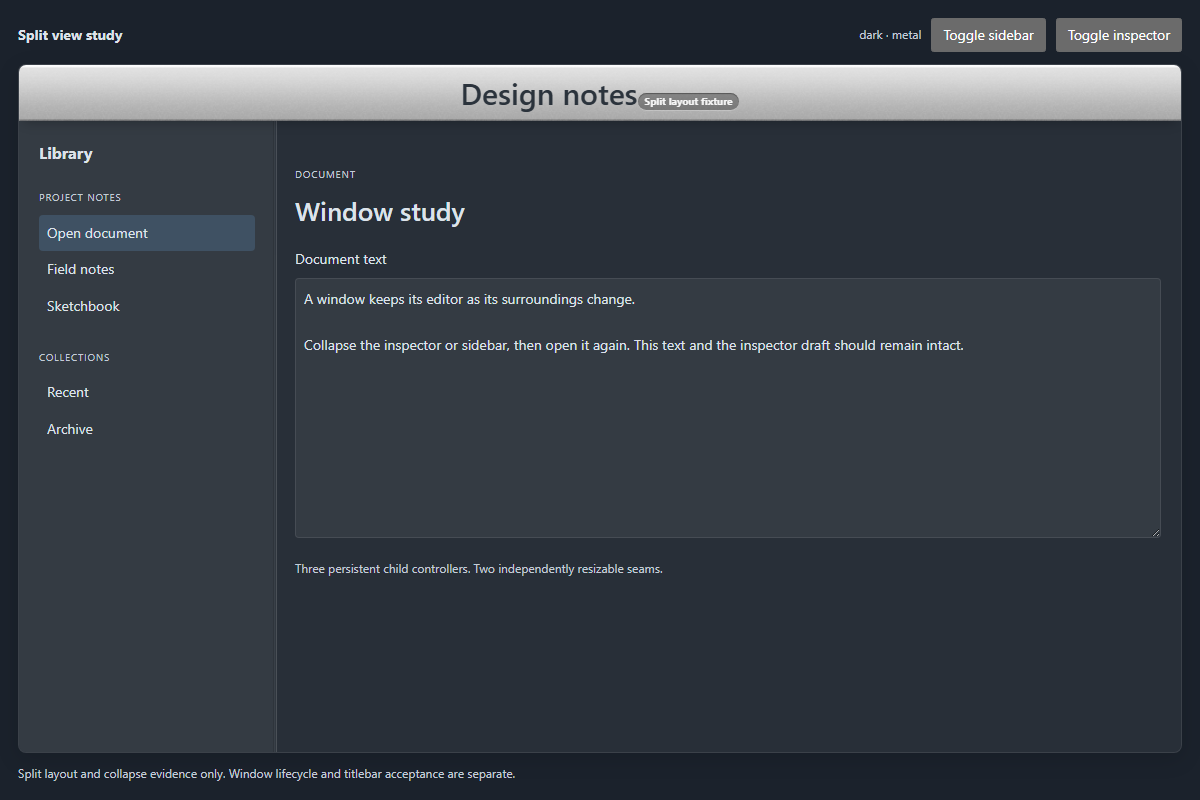 Split view study
dark · metal
Toggle sidebar
Toggle inspector
Design notes
Split layout fixture
Library
PROJECT NOTES
Open document
Field notes
Sketchbook
COLLECTIONS
Recent
Archive
DOCUMENT
Window study
Document text
A window keeps its editor as its surroundings change.
Collapse the inspector or sidebar, then open it again. This text and the inspector draft should remain intact.
Three persistent child controllers. Two independently resizable seams.
Split layout and collapse evidence only. Window lifecycle and titlebar acceptance are separate.